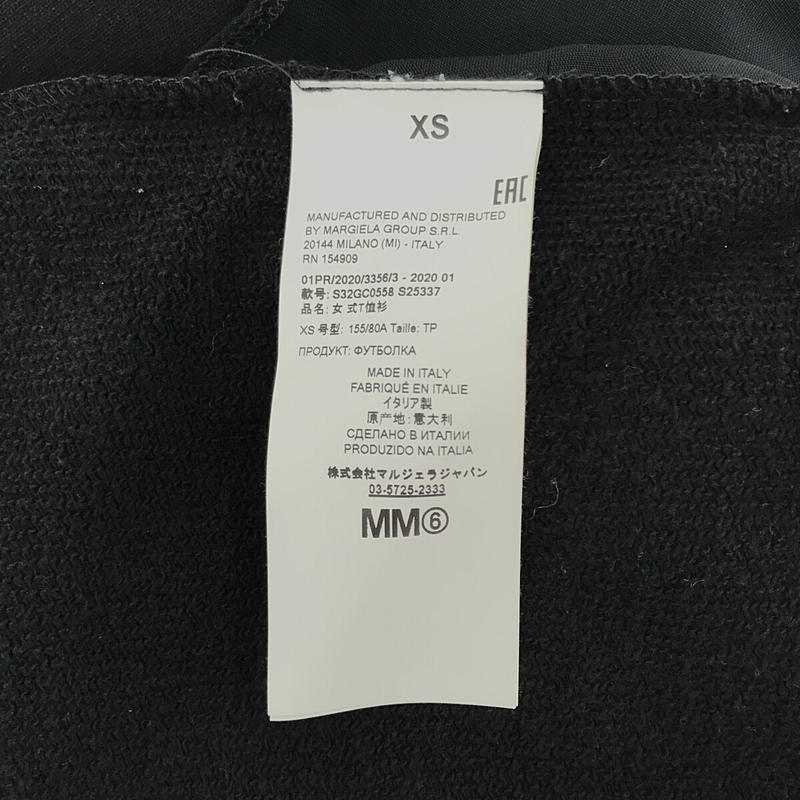 XS
EAC
MANUFACTURED AND DISTRIBUTED
BY MARGIELA GROUP S.R.L.
20144 MILANO (MI) - ITALY
RN 154909
01PR/2020/3356/3 - 2020 01
款号: S32GC0558 S25337
品名: 女 式T恤衫
XS 号型: 155/80A Taille: TP
ПРОДУКТ: ФУТБОЛКА
MADE IN ITALY
FABRIQUÉ EN ITALIE
イタリア製
原产地: 意大利
СДЕЛАНО В ИТАЛИИ
PRODUZIDO NA ITALIA
株式会社マルジェラジャパン
03-5725-2333
MM⑥